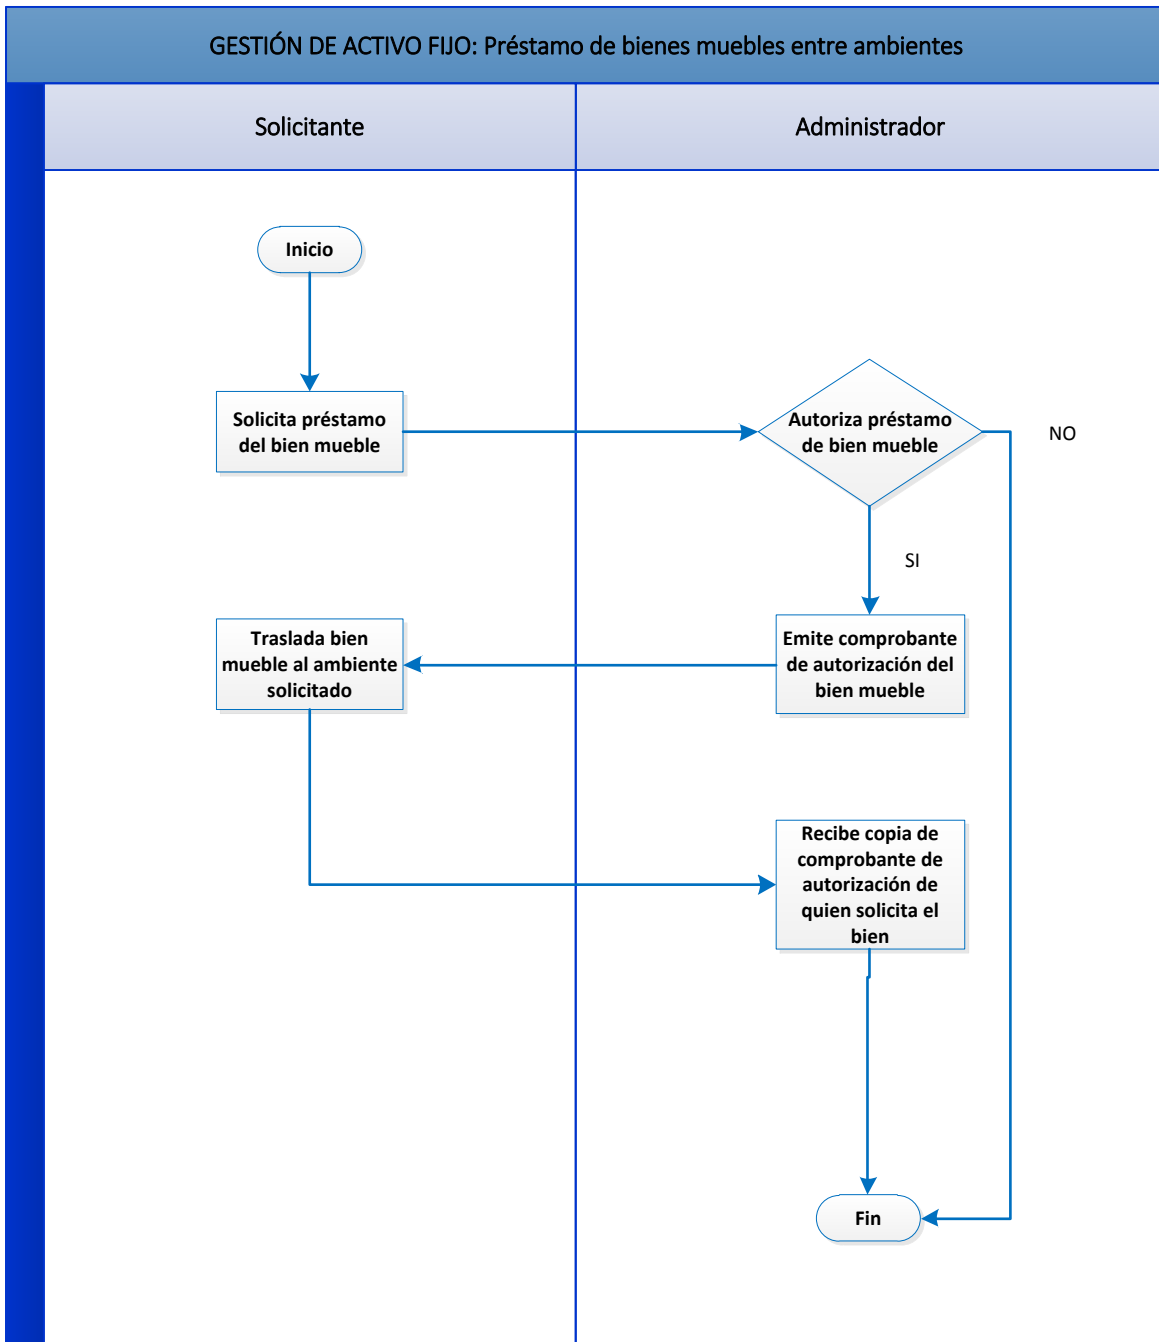 GESTIÓN DE ACTIVO FIJO: Préstamo de bienes muebles entre ambientes
Solicitante
Administrador
Inicio
Solicita préstamo
del bien mueble
Autoriza préstamo
de bien mueble
NO
SI
Traslada bien
mueble al ambiente
solicitado
Emite comprobante
de autorización del
bien mueble
Recibe copia de
comprobante de
autorización de
quien solicita el
bien
Fin